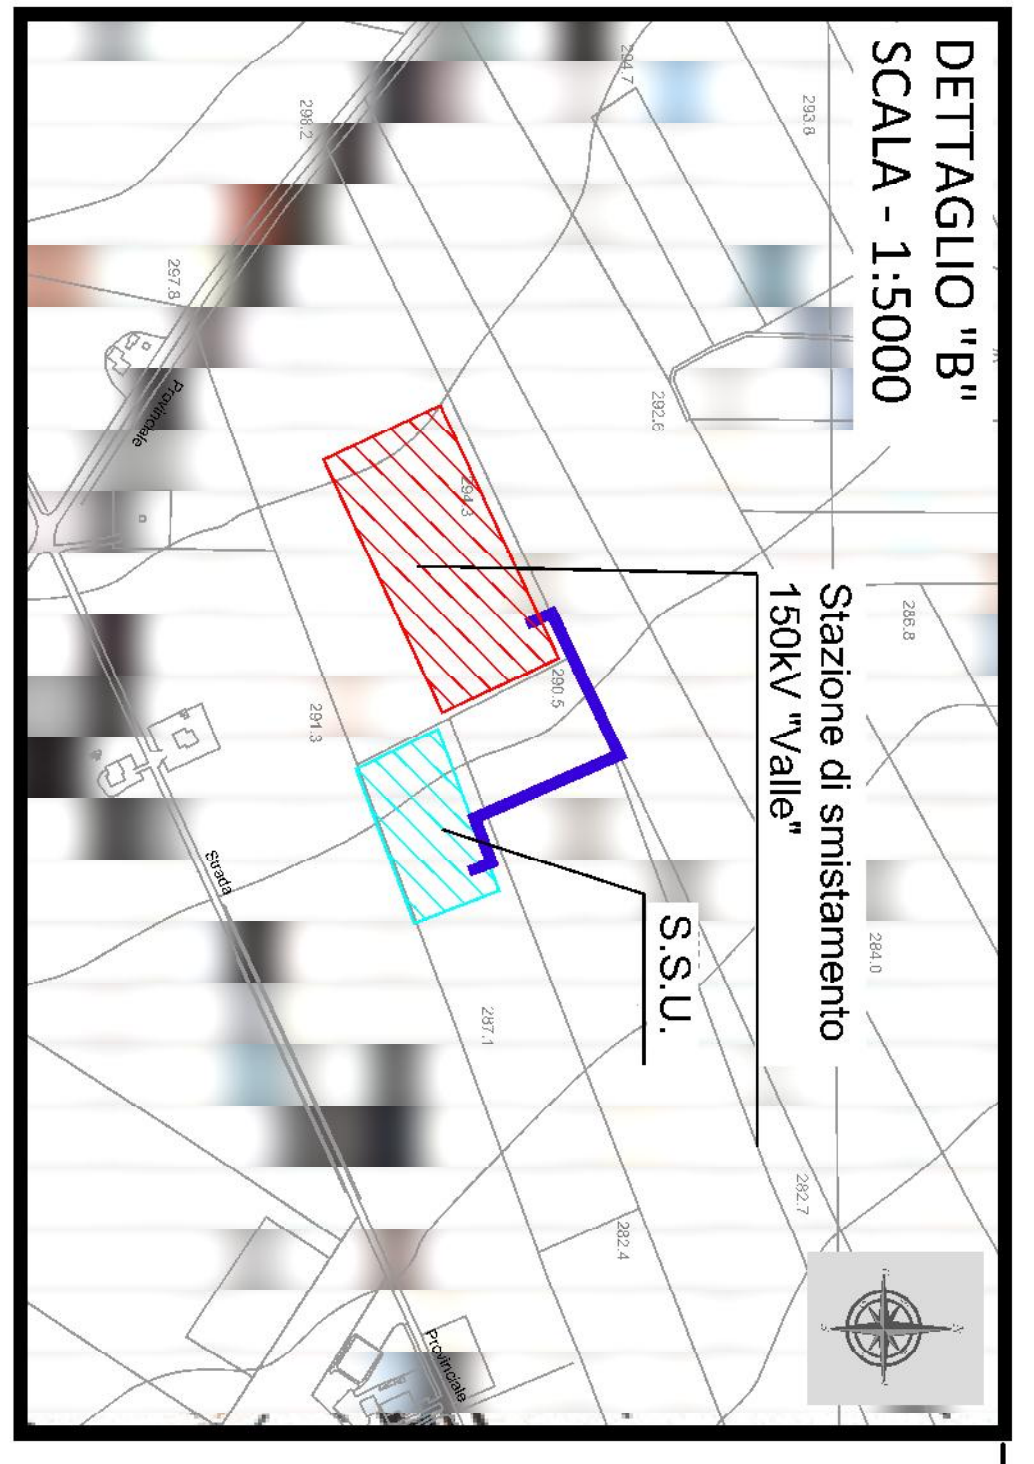 DETTAGLIO "B"
SCALA - 1:5000
293.8
294.7
298.2
297.8
292.6
Provinciale
294.3
286.8
Stazione di smistamento
150kV "Valle"
290.5
291.3
Strada
S.S.U.
284.0
287.1
282.7
282.4
Provinciale